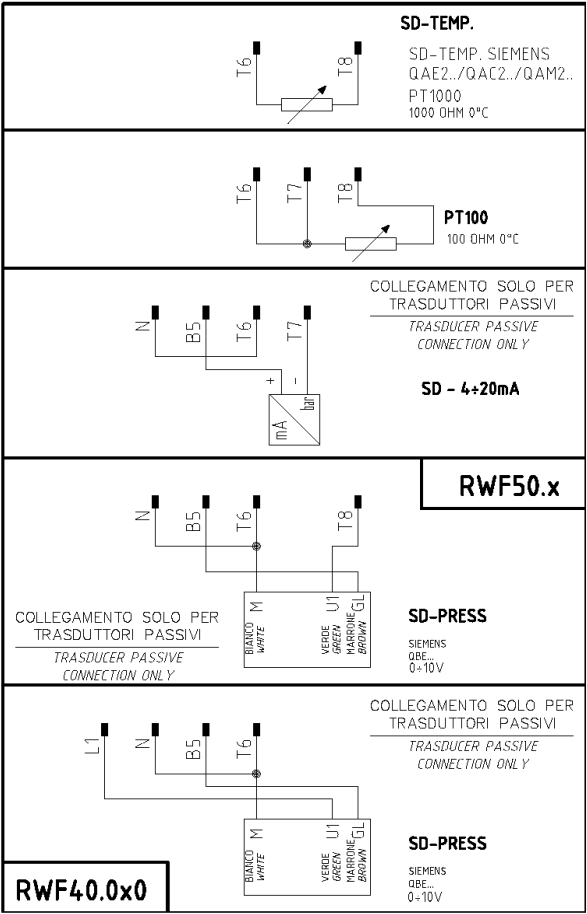 SD-TEMP.
T6
T8
SD-TEMP. SIEMENS
QAE2../QAC2../QAM2..
PT1000
1000 OHM 0°C
T6
T7
T8
PT100
100 OHM 0°C
COLLEGAMENTO SOLO PER
TRASDUTTORI PASSIVI
TRASDUCER PASSIVE
CONNECTION ONLY
N
B5
T6
T7
+
-
mA
bar
SD - 4÷20mA
RWF50.x
N
B5
T6
T8
M
U1
GL
BIANCO
WHITE
VERDE
GREEN
MARRONE
BROWN
COLLEGAMENTO SOLO PER
TRASDUTTORI PASSIVI
TRASDUCER PASSIVE
CONNECTION ONLY
SD-PRESS
SIEMENS
QBE...
0÷10V
COLLEGAMENTO SOLO PER
TRASDUTTORI PASSIVI
TRASDUCER PASSIVE
CONNECTION ONLY
L1
N
B5
T6
M
U1
GL
BIANCO
WHITE
VERDE
GREEN
MARRONE
BROWN
SD-PRESS
SIEMENS
QBE...
0÷10V
RWF40.0x0